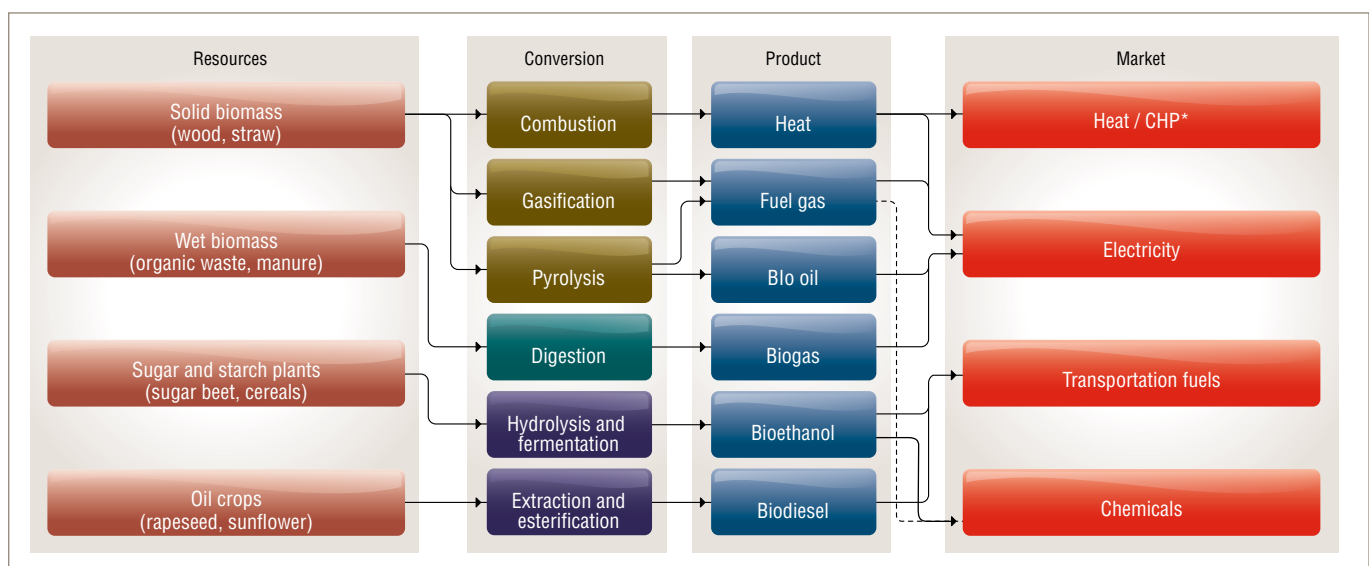 Resources
Solid biomass
(wood, straw)
Wet biomass
(organic waste, manure)
Sugar and starch plants
(sugar beet, cereals)
Oil crops
(rapeseed, sunflower)
Conversion
Combustion
Gasification
Pyrolysis
Digestion
Hydrolysis and
fermentation
Extraction and
esterification
Product
Heat
Fuel gas
BIo oil
Biogas
Bioethanol
Biodiesel
Market
Heat / CHP*
Electricity
Transportation fuels
Chemicals